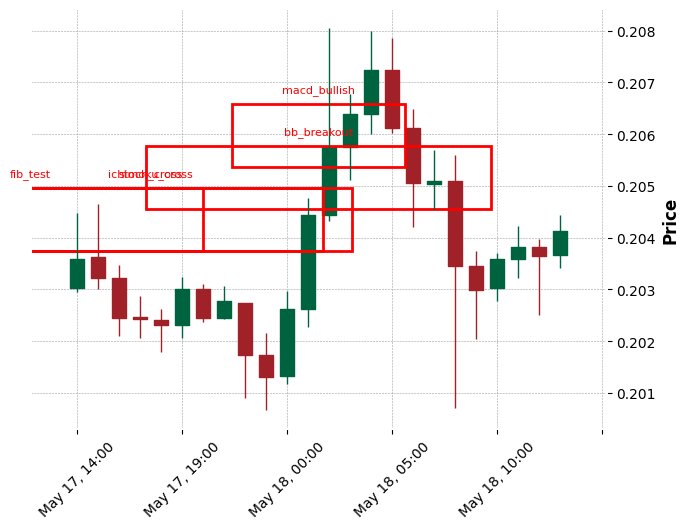 0.208
0.207
macd_bullish
0.206
bb_breakout
fib_test
0.205
0.204
Price
0.203
0.202
0.201
May 17, 14:00
May 17, 19:00
May 18, 00:00
May 18, 05:00
May 18, 10:00